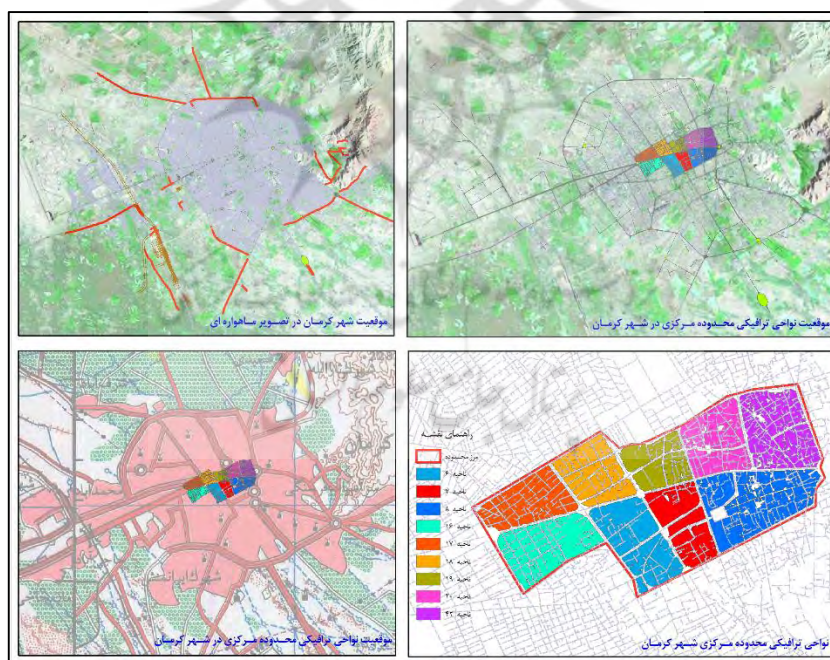 موقعیت شهر کرمان در تصویر ماهواره ای
موقعیت نواحی ترافیکی محدوده مرکزی در شهر کرمان
موقعیت نواحی ترافیکی محدوده مرکزی در شهر کرمان
راهنمای نقشه
مرز محدوده
ناحیه ۶
ناحیه ۷
ناحیه ۸
ناحیه ۱۶
ناحیه ۱۷
ناحیه ۱۸
ناحیه ۱۹
ناحیه ۲۰
ناحیه ۴۳
نواحی ترافیکی محدوده مرکزی شهر کرمان